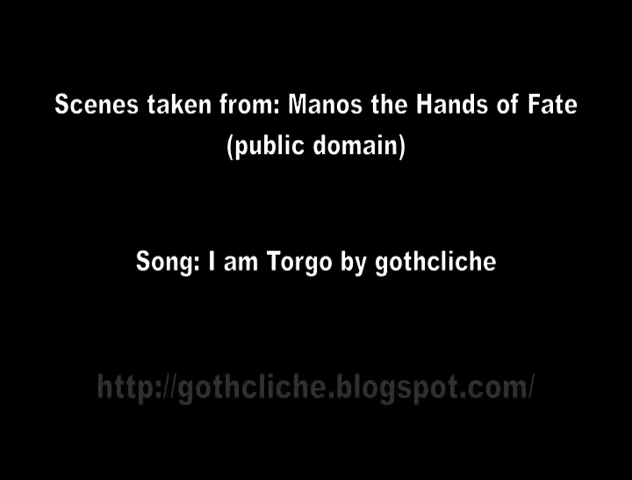 Scenes taken from: Manos the Hands of Fate
(public domain)
Song: I am Torgo by gothcliche
http://gothcliche.blogspot.com/